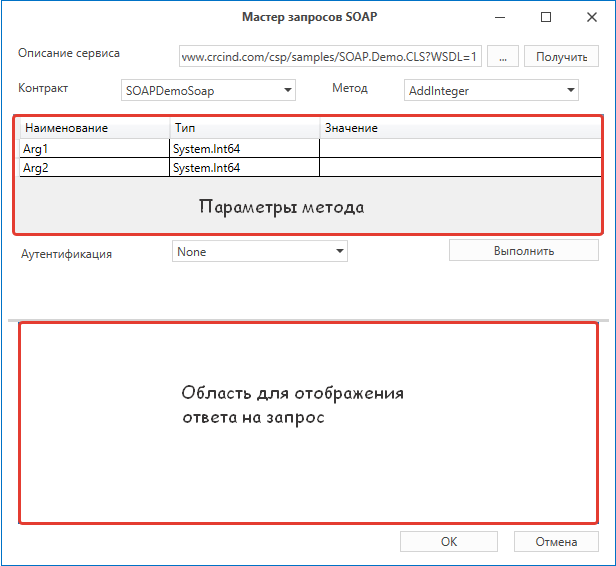 Мастер запросов SOAP
Описание сервиса www.crcind.com/csp/samples/SOAP.Demo.CLS?WSDL=1 ... Получить
Контракт SOAPDemoSoap Метод AddInteger
Наименование Тип Значение
Arg1 System.Int64
Arg2 System.Int64
Параметры метода
Аутентификация None Выполнить
Область для отображения
ответа на запрос
OK Отмена